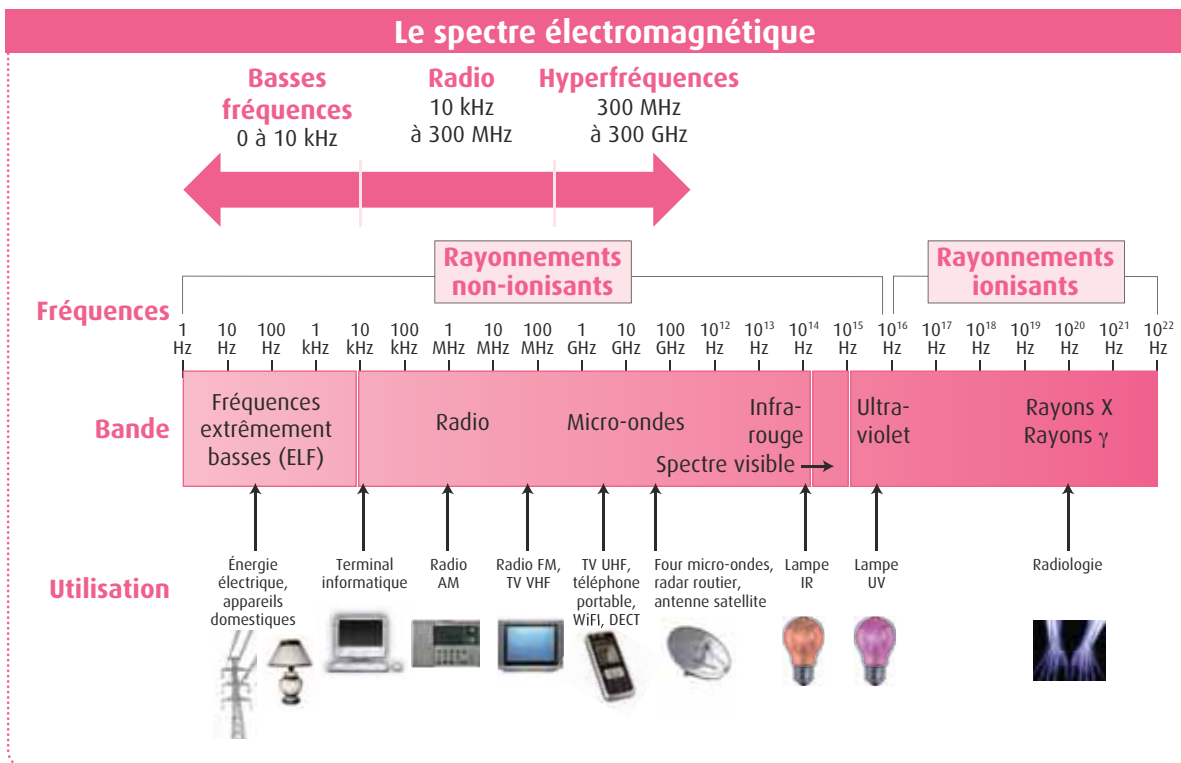 Le spectre électromagnétique
Basses
fréquences
0 à 10 kHz
Radio
10 kHz
à 300 MHz
Hyperfréquences
300 MHz
à 300 GHz
Rayonnements
non-ionisants
Rayonnements
ionisants
Fréquences
1 10 100 1 10 100 1 10 100 1 10 100 10¹² 10¹³ 10¹⁴ 10¹⁵ 10¹⁶ 10¹⁷ 10¹⁸ 10¹⁹ 10²⁰ 10²¹ 10²²
Hz Hz Hz kHz kHz kHz MHz MHz MHz GHz GHz GHz Hz Hz Hz Hz Hz Hz Hz Hz Hz Hz Hz
Bande
Fréquences
extrêmement
basses (ELF)
Radio
Micro-ondes
Infra-
rouge
Spectre visible
Ultra-
violet
Rayons X
Rayons γ
Utilisation
Énergie
électrique,
appareils
domestiques
Terminal
informatique
Radio
AM
Radio FM,
TV VHF
TV UHF,
téléphone
portable,
WiFI, DECT
Four micro-ondes,
radar routier,
antenne satellite
Lampe
IR
Lampe
UV
Radiologie